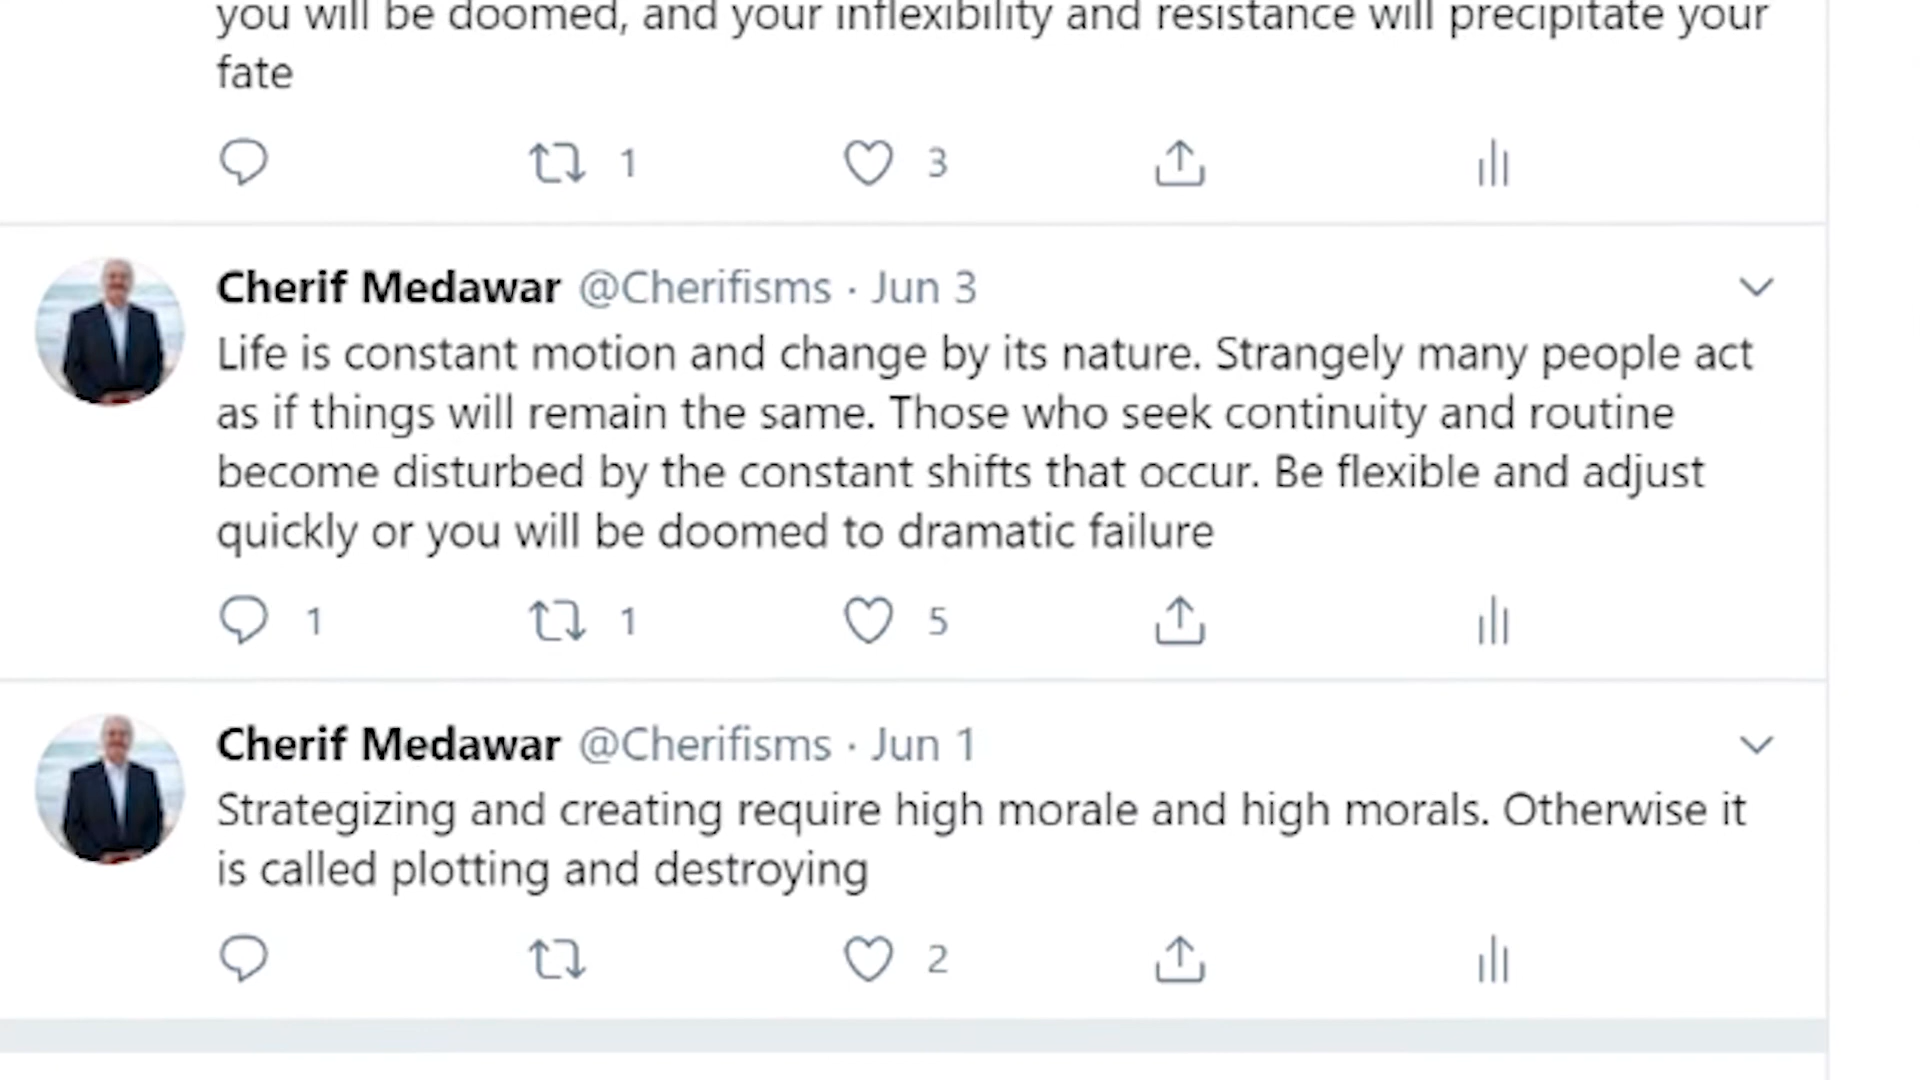 you will be doomed, and your inflexibility and resistance will precipitate your
fate
1 3
Cherif Medawar @Cherifisms · Jun 3
Life is constant motion and change by its nature. Strangely many people act
as if things will remain the same. Those who seek continuity and routine
become disturbed by the constant shifts that occur. Be flexible and adjust
quickly or you will be doomed to dramatic failure
1 1 5
Cherif Medawar @Cherifisms · Jun 1
Strategizing and creating require high morale and high morals. Otherwise it
is called plotting and destroying
2